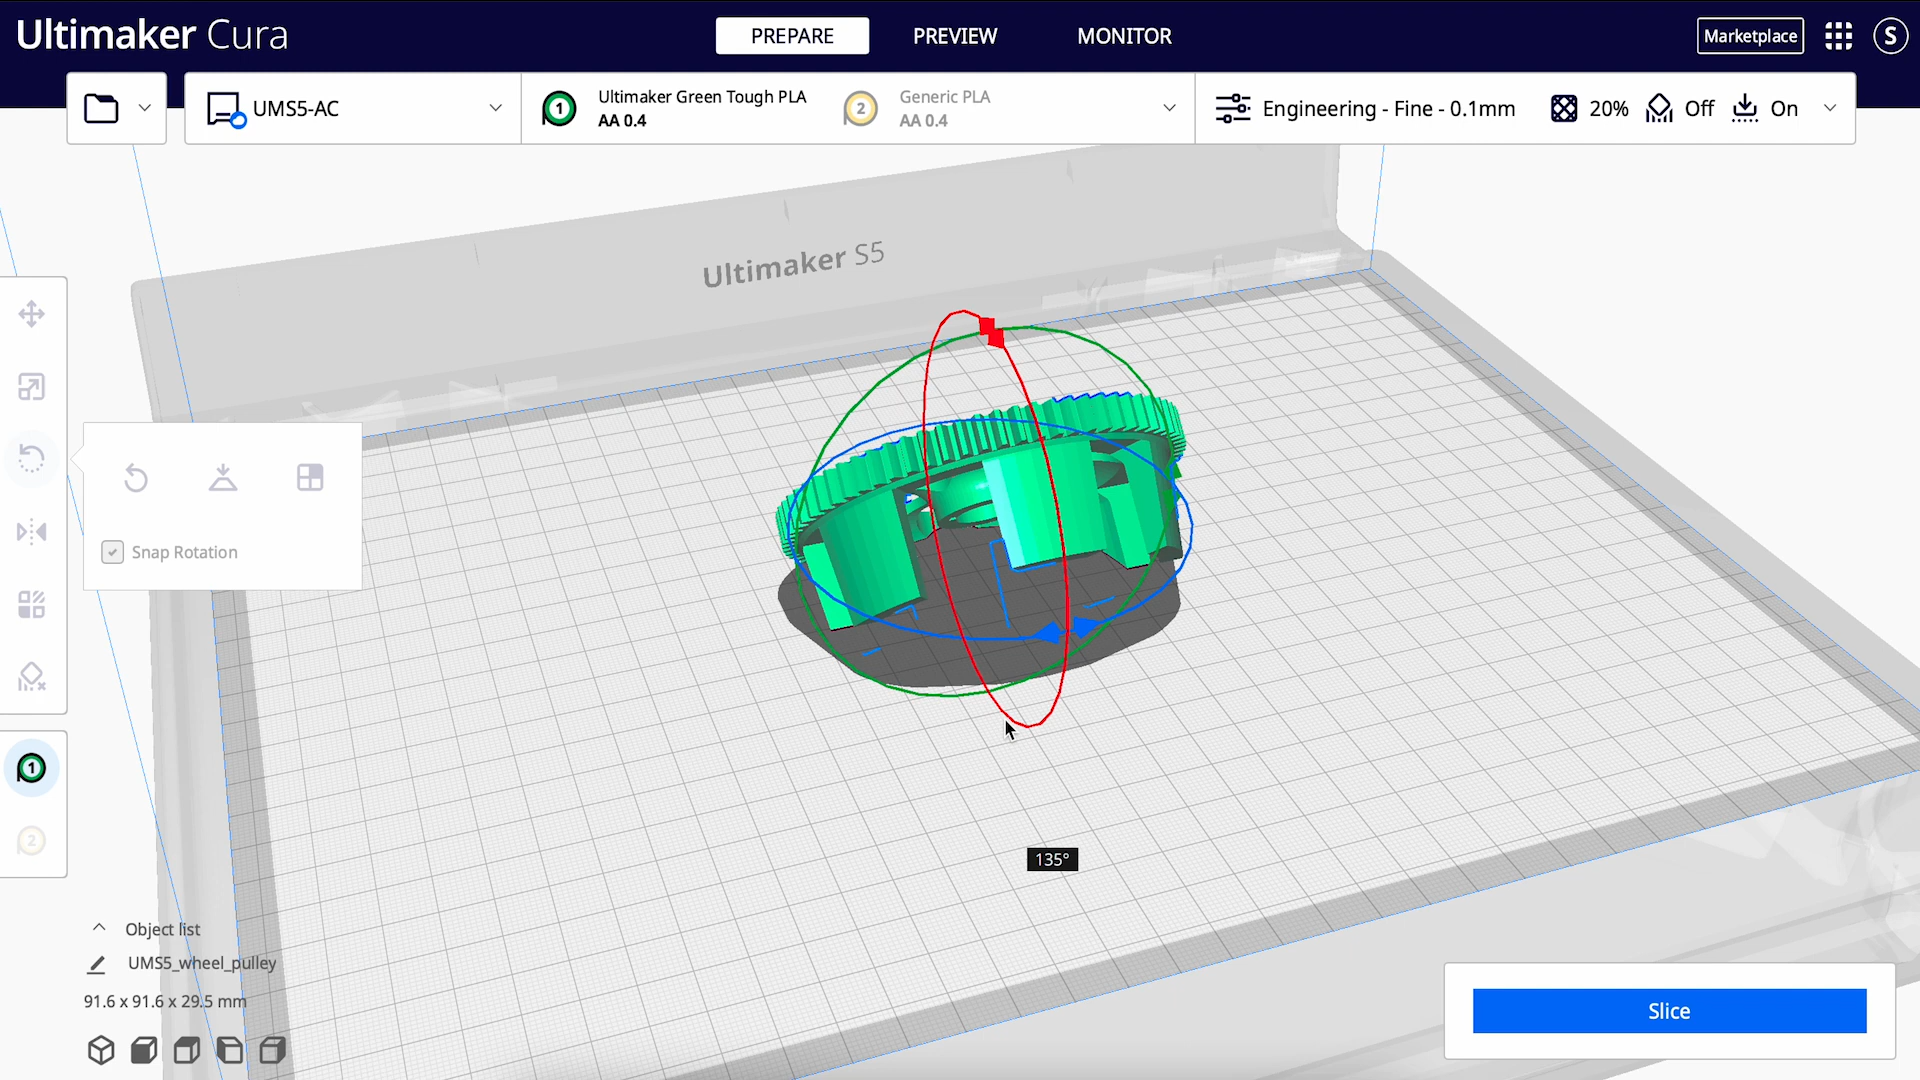 Ultimaker Cura
PREPARE
PREVIEW
MONITOR
Marketplace
S
UMS5-AC
1
Ultimaker Green Tough PLA
AA 0.4
2
Generic PLA
AA 0.4
Engineering - Fine - 0.1mm
20%
Off
On
Ultimaker S5
Snap Rotation
1
2
135°
Object list
UMS5_wheel_pulley
91.6 x 91.6 x 29.5 mm
Slice